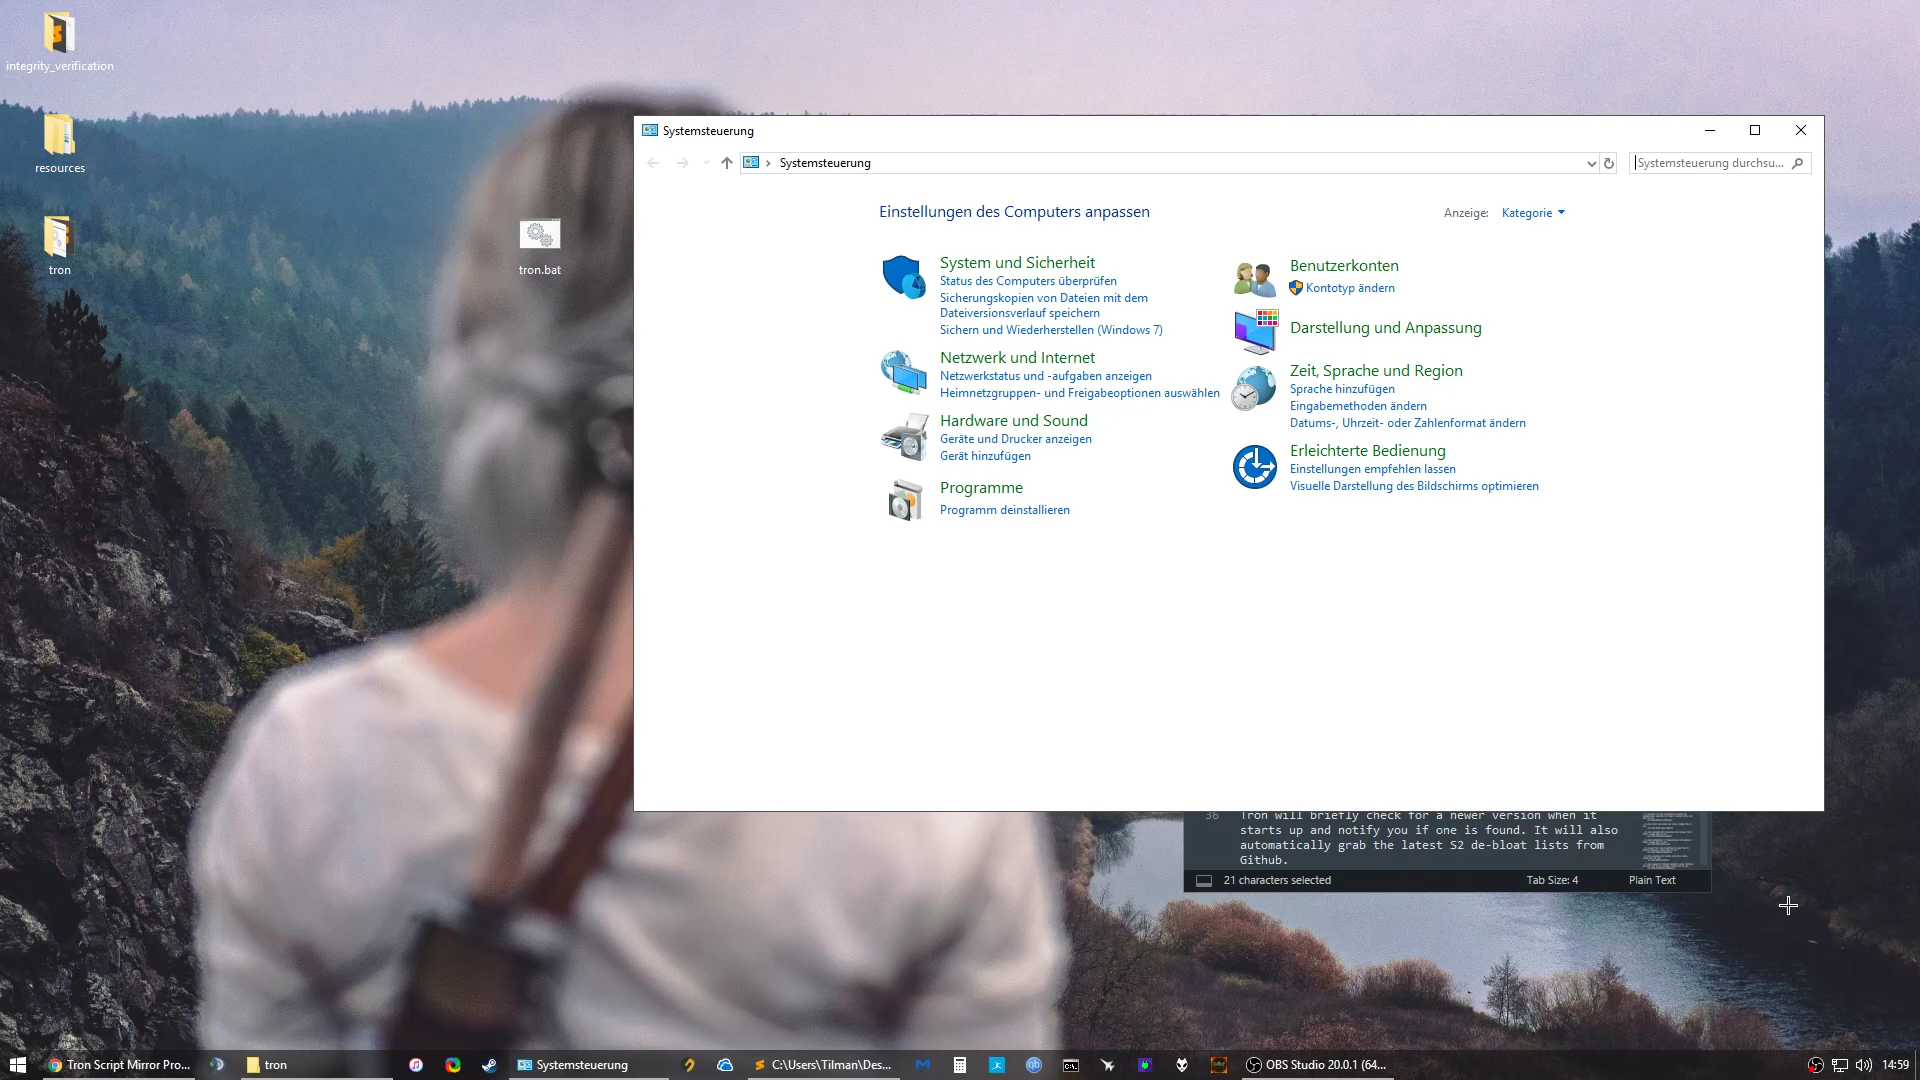 integrity_verification
resources
tron
tron.bat
Systemsteuerung
Systemsteuerung
Systemsteuerung durchsu...
Einstellungen des Computers anpassen
Anzeige: Kategorie
System und Sicherheit
Status des Computers überprüfen
Sicherungskopien von Dateien mit dem
Dateiversionsverlauf speichern
Sichern und Wiederherstellen (Windows 7)
Netzwerk und Internet
Netzwerkstatus und -aufgaben anzeigen
Heimnetzgruppen- und Freigabeoptionen auswählen
Hardware und Sound
Geräte und Drucker anzeigen
Gerät hinzufügen
Programme
Programm deinstallieren
Benutzerkonten
Kontotyp ändern
Darstellung und Anpassung
Zeit, Sprache und Region
Sprache hinzufügen
Eingabemethoden ändern
Datums-, Uhrzeit- oder Zahlenformat ändern
Erleichterte Bedienung
Einstellungen empfehlen lassen
Visuelle Darstellung des Bildschirms optimieren
36 Tron will briefly check for a newer version when it
starts up and notify you if one is found. It will also
automatically grab the latest S2 de-bloat lists from
Github.
21 characters selected Tab Size: 4 Plain Text
Tron Script Mirror Pro... tron Systemsteuerung C:\Users\Tilman\Des... OBS Studio 20.0.1 (64... 14:59